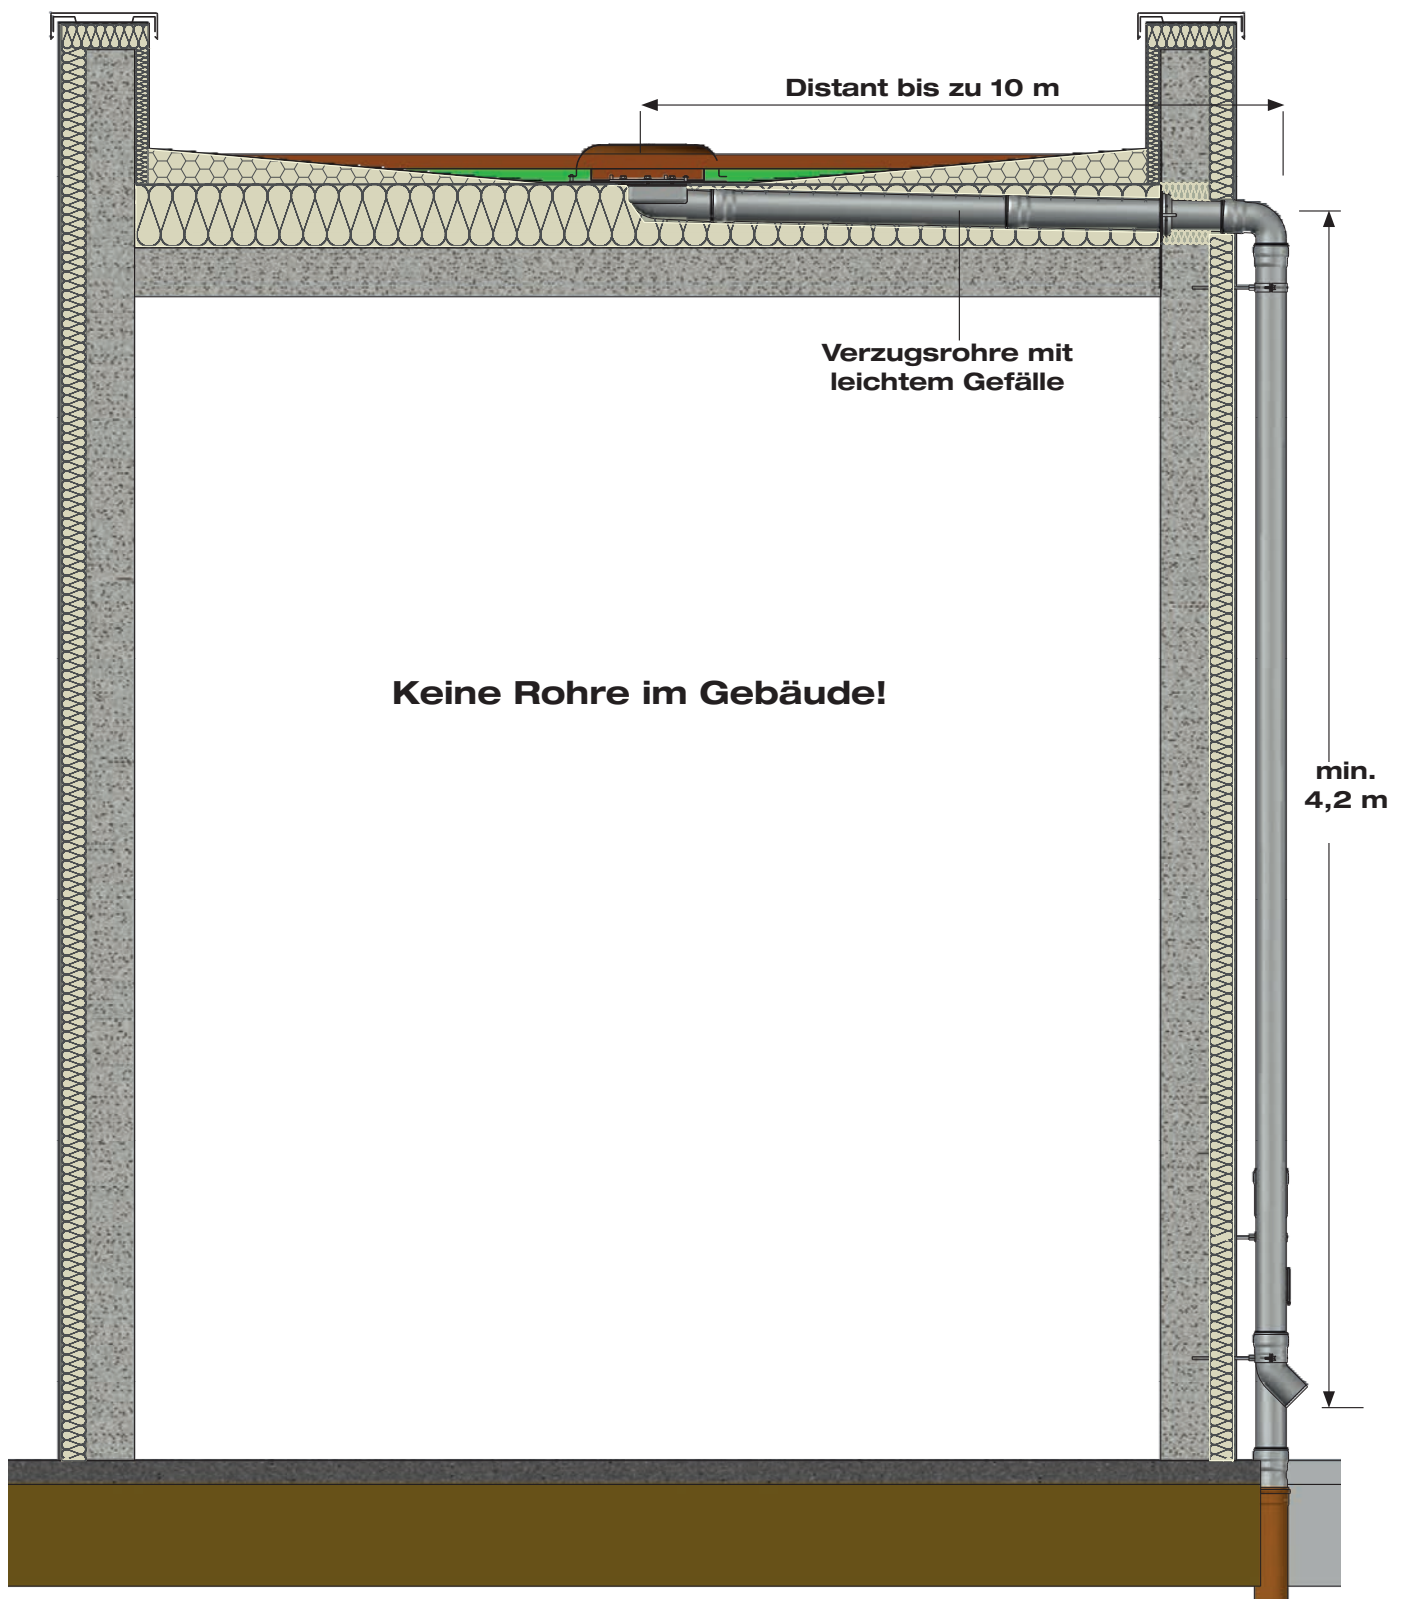 Distant bis zu 10 m
Verzugsrohre mit
leichtem Gefälle
Keine Rohre im Gebäude!
min.
4,2 m